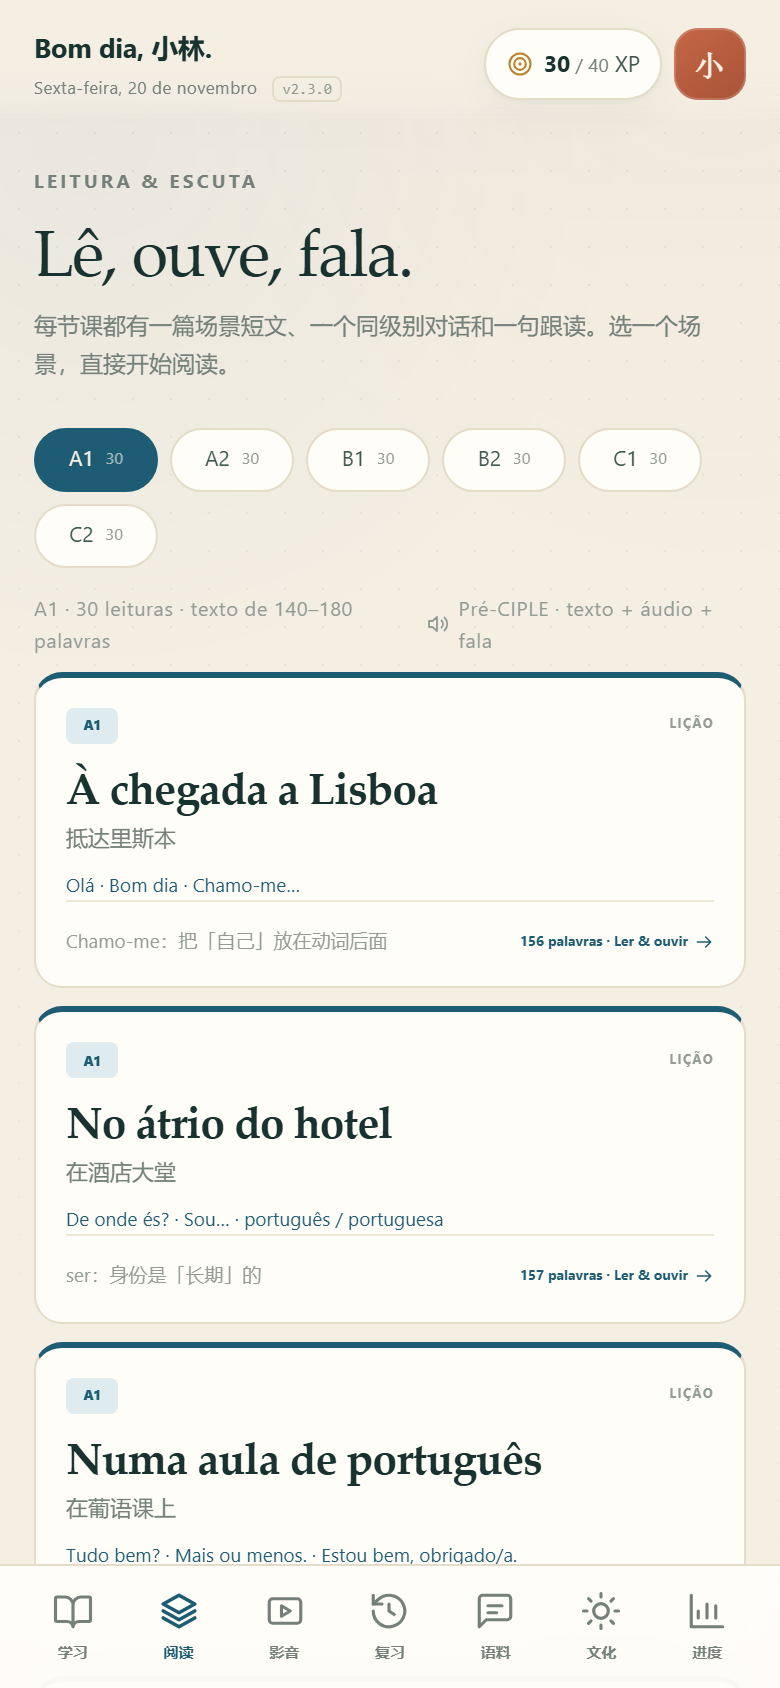 Bom dia, 小林.
30 / 40 XP
小
Sexta-feira, 20 de novembro
v2.3.0
LEITURA & ESCUTA
Lê, ouve, fala.
每节课都有一篇场景短文、一个同级别对话和一句跟读。选一个场
景，直接开始阅读。
A1 30
A2 30
B1 30
B2 30
C1 30
C2 30
A1 · 30 leituras · texto de 140–180
palavras
Pré-CIPLE · texto + áudio +
fala
A1
LIÇÃO
À chegada a Lisboa
抵达里斯本
Olá · Bom dia · Chamo-me...
Chamo-me：把「自己」放在动词后面
156 palavras · Ler & ouvir →
A1
LIÇÃO
No átrio do hotel
在酒店大堂
De onde és? · Sou... · português / portuguesa
ser：身份是「长期」的
157 palavras · Ler & ouvir →
A1
LIÇÃO
Numa aula de português
在葡语课上
Tudo bem? · Mais ou menos. · Estou bem, obrigado/a.
学习
阅读
影音
复习
语料
文化
进度